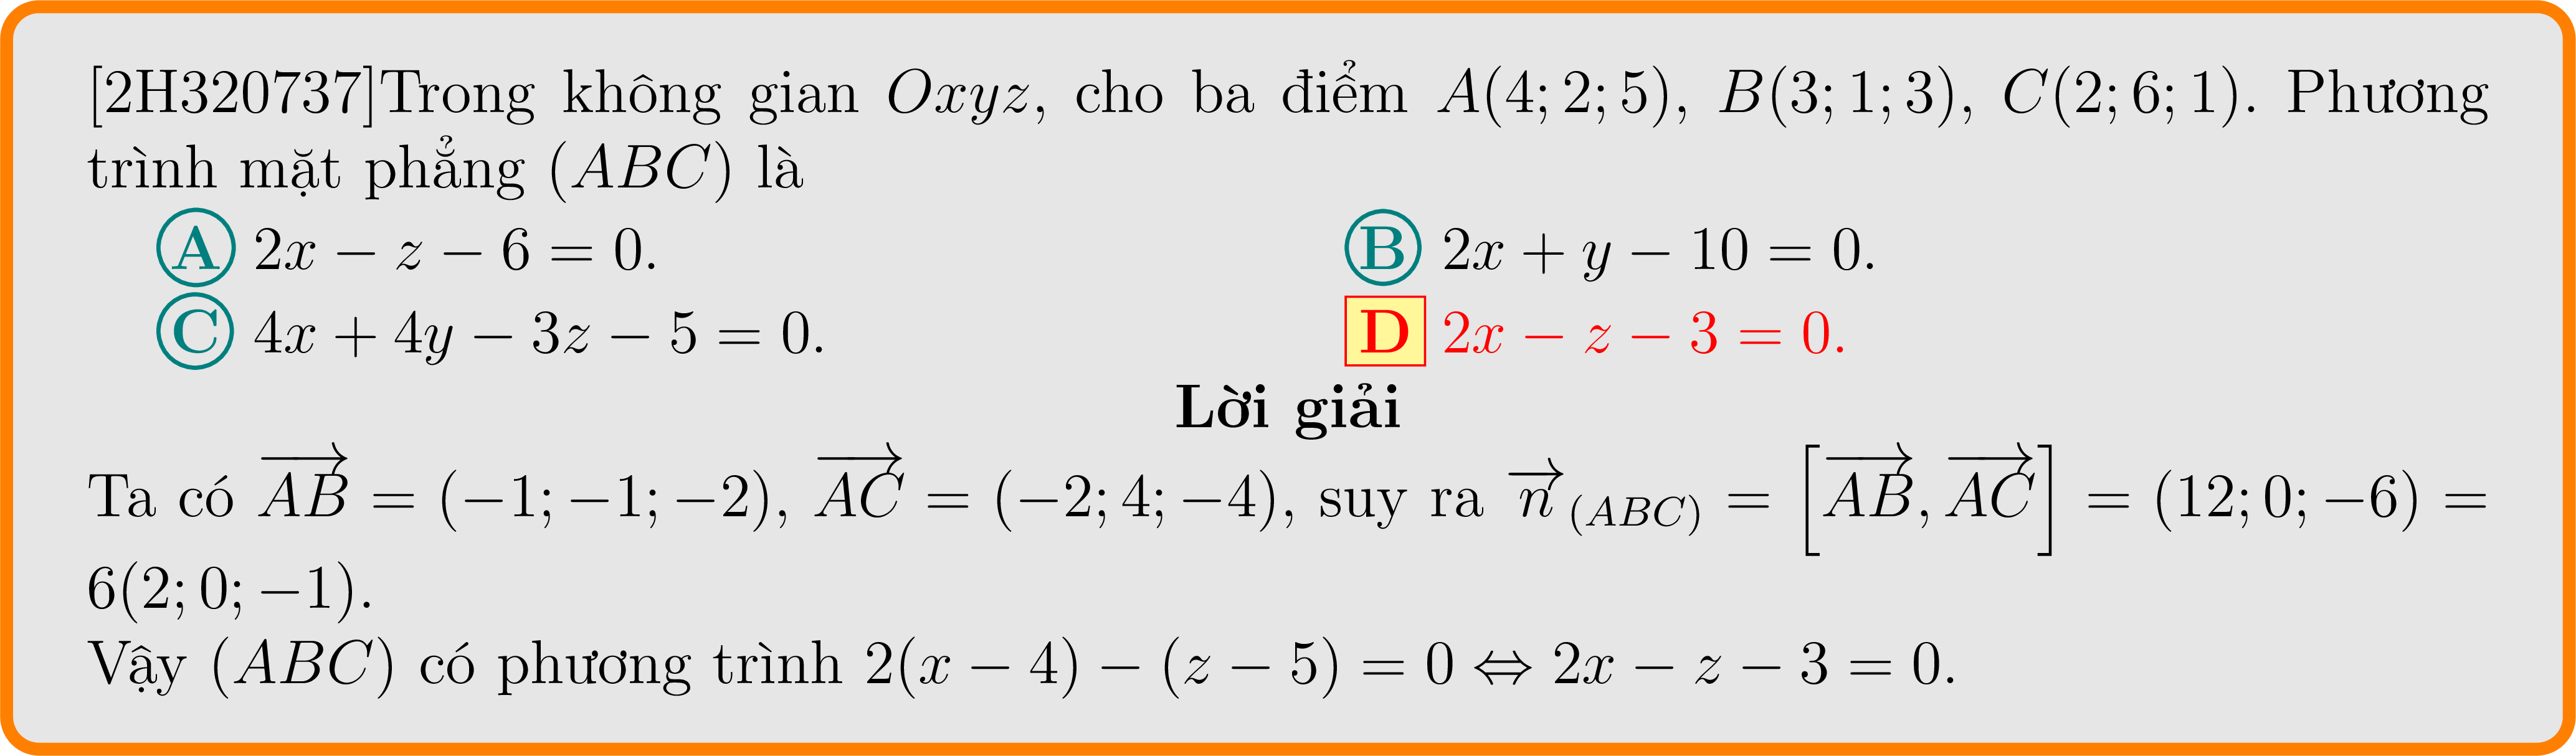 [2H320737]Trong không gian Oxyz, cho ba điểm A(4; 2; 5), B(3; 1; 3), C(2; 6; 1). Phương
trình mặt phẳng (ABC) là
A 2x − z − 6 = 0. B 2x + y − 10 = 0.
C 4x + 4y − 3z − 5 = 0. D 2x − z − 3 = 0.
Lời giải
Ta có $\overrightarrow{AB}$ = (−1; −1; −2), $\overrightarrow{AC}$ = (−2; 4; −4), suy ra $\overrightarrow{n}_{(ABC)}$ = $\left[\overrightarrow{AB}, \overrightarrow{AC}\right]$ = (12; 0; −6) =
6(2; 0; −1).
Vậy (ABC) có phương trình 2(x − 4) − (z − 5) = 0 ⇔ 2x − z − 3 = 0.